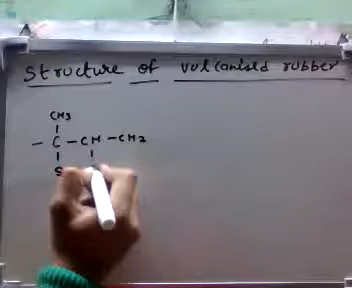 Structure of vulcanised rubber
CH3
- C - CH - CH2
S